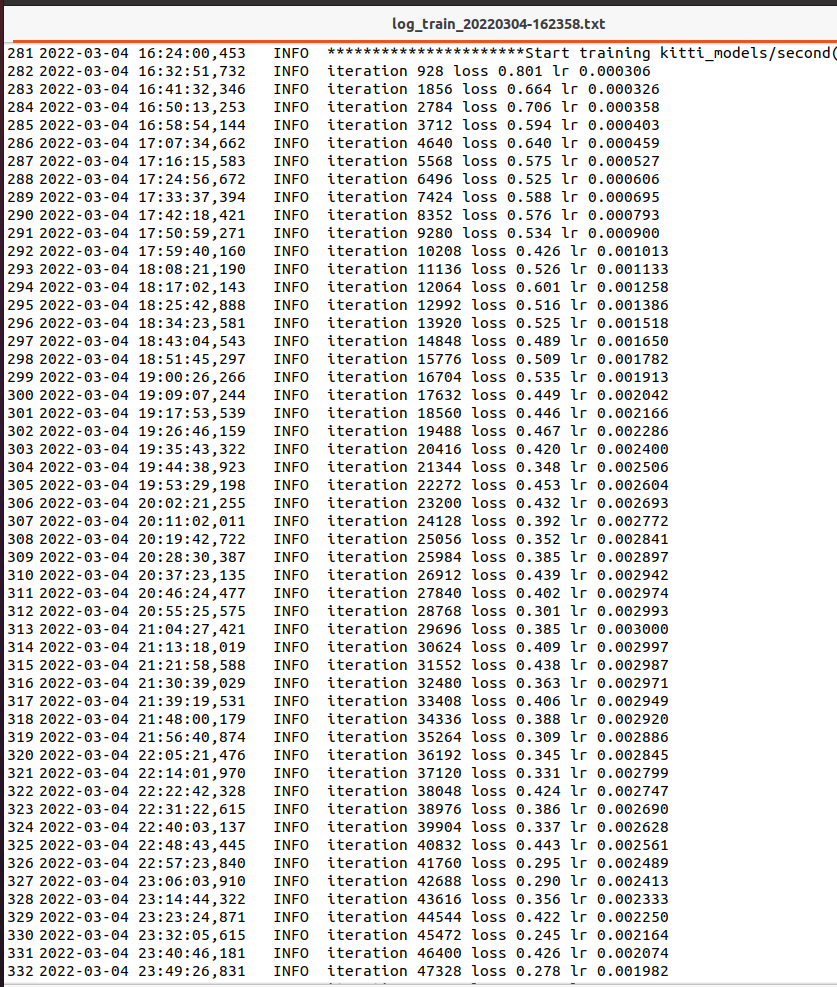 log_train_20220304-162358.txt
281 2022-03-04 16:24:00,453 INFO **********************Start training kitti_models/second(
282 2022-03-04 16:32:51,732 INFO iteration 928 loss 0.801 lr 0.000306
283 2022-03-04 16:41:32,346 INFO iteration 1856 loss 0.664 lr 0.000326
284 2022-03-04 16:50:13,253 INFO iteration 2784 loss 0.706 lr 0.000358
285 2022-03-04 16:58:54,144 INFO iteration 3712 loss 0.594 lr 0.000403
286 2022-03-04 17:07:34,662 INFO iteration 4640 loss 0.640 lr 0.000459
287 2022-03-04 17:16:15,583 INFO iteration 5568 loss 0.575 lr 0.000527
288 2022-03-04 17:24:56,672 INFO iteration 6496 loss 0.525 lr 0.000606
289 2022-03-04 17:33:37,394 INFO iteration 7424 loss 0.588 lr 0.000695
290 2022-03-04 17:42:18,421 INFO iteration 8352 loss 0.576 lr 0.000793
291 2022-03-04 17:50:59,271 INFO iteration 9280 loss 0.534 lr 0.000900
292 2022-03-04 17:59:40,160 INFO iteration 10208 loss 0.426 lr 0.001013
293 2022-03-04 18:08:21,190 INFO iteration 11136 loss 0.526 lr 0.001133
294 2022-03-04 18:17:02,143 INFO iteration 12064 loss 0.601 lr 0.001258
295 2022-03-04 18:25:42,888 INFO iteration 12992 loss 0.516 lr 0.001386
296 2022-03-04 18:34:23,581 INFO iteration 13920 loss 0.525 lr 0.001518
297 2022-03-04 18:43:04,543 INFO iteration 14848 loss 0.489 lr 0.001650
298 2022-03-04 18:51:45,297 INFO iteration 15776 loss 0.509 lr 0.001782
299 2022-03-04 19:00:26,266 INFO iteration 16704 loss 0.535 lr 0.001913
300 2022-03-04 19:09:07,244 INFO iteration 17632 loss 0.449 lr 0.002042
301 2022-03-04 19:17:53,539 INFO iteration 18560 loss 0.446 lr 0.002166
302 2022-03-04 19:26:46,159 INFO iteration 19488 loss 0.467 lr 0.002286
303 2022-03-04 19:35:43,322 INFO iteration 20416 loss 0.420 lr 0.002400
304 2022-03-04 19:44:38,923 INFO iteration 21344 loss 0.348 lr 0.002506
305 2022-03-04 19:53:29,198 INFO iteration 22272 loss 0.453 lr 0.002604
306 2022-03-04 20:02:21,255 INFO iteration 23200 loss 0.432 lr 0.002693
307 2022-03-04 20:11:02,011 INFO iteration 24128 loss 0.392 lr 0.002772
308 2022-03-04 20:19:42,722 INFO iteration 25056 loss 0.352 lr 0.002841
309 2022-03-04 20:28:30,387 INFO iteration 25984 loss 0.385 lr 0.002897
310 2022-03-04 20:37:23,135 INFO iteration 26912 loss 0.439 lr 0.002942
311 2022-03-04 20:46:24,477 INFO iteration 27840 loss 0.402 lr 0.002974
312 2022-03-04 20:55:25,575 INFO iteration 28768 loss 0.301 lr 0.002993
313 2022-03-04 21:04:27,421 INFO iteration 29696 loss 0.385 lr 0.003000
314 2022-03-04 21:13:18,019 INFO iteration 30624 loss 0.409 lr 0.002997
315 2022-03-04 21:21:58,588 INFO iteration 31552 loss 0.438 lr 0.002987
316 2022-03-04 21:30:39,029 INFO iteration 32480 loss 0.363 lr 0.002971
317 2022-03-04 21:39:19,531 INFO iteration 33408 loss 0.406 lr 0.002949
318 2022-03-04 21:48:00,179 INFO iteration 34336 loss 0.388 lr 0.002920
319 2022-03-04 21:56:40,874 INFO iteration 35264 loss 0.309 lr 0.002886
320 2022-03-04 22:05:21,476 INFO iteration 36192 loss 0.345 lr 0.002845
321 2022-03-04 22:14:01,970 INFO iteration 37120 loss 0.331 lr 0.002799
322 2022-03-04 22:22:42,328 INFO iteration 38048 loss 0.424 lr 0.002747
323 2022-03-04 22:31:22,615 INFO iteration 38976 loss 0.386 lr 0.002690
324 2022-03-04 22:40:03,137 INFO iteration 39904 loss 0.337 lr 0.002628
325 2022-03-04 22:48:43,445 INFO iteration 40832 loss 0.443 lr 0.002561
326 2022-03-04 22:57:23,840 INFO iteration 41760 loss 0.295 lr 0.002489
327 2022-03-04 23:06:03,910 INFO iteration 42688 loss 0.290 lr 0.002413
328 2022-03-04 23:14:44,322 INFO iteration 43616 loss 0.356 lr 0.002333
329 2022-03-04 23:23:24,871 INFO iteration 44544 loss 0.422 lr 0.002250
330 2022-03-04 23:32:05,615 INFO iteration 45472 loss 0.245 lr 0.002164
331 2022-03-04 23:40:46,181 INFO iteration 46400 loss 0.426 lr 0.002074
332 2022-03-04 23:49:26,831 INFO iteration 47328 loss 0.278 lr 0.001982